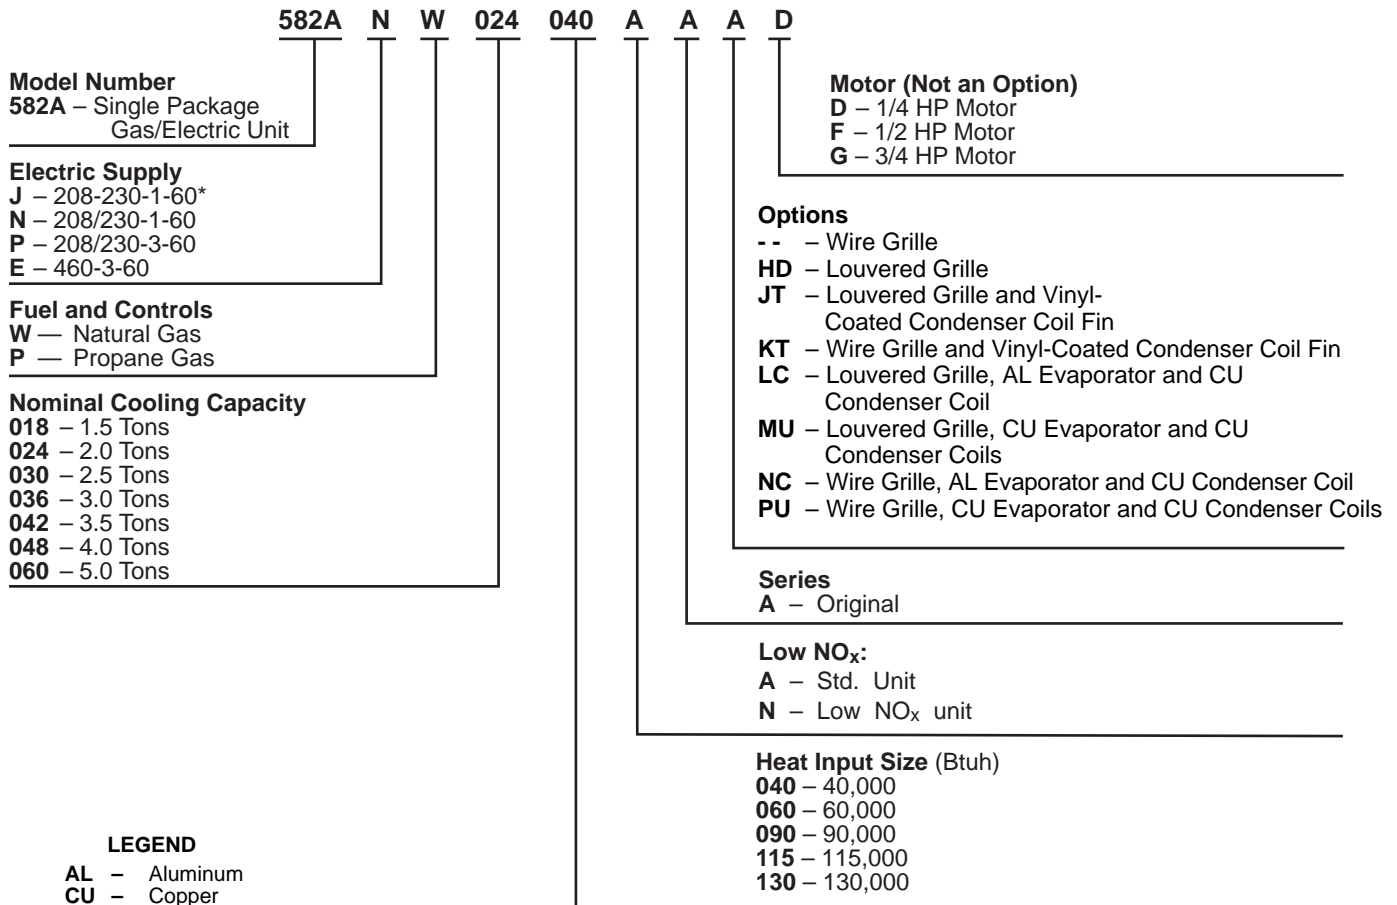 582A N W 024 040 A A A D
Model Number
582A – Single Package
Gas/Electric Unit
Electric Supply
J – 208-230-1-60*
N – 208/230-1-60
P – 208/230-3-60
E – 460-3-60
Fuel and Controls
W — Natural Gas
P — Propane Gas
Nominal Cooling Capacity
018 – 1.5 Tons
024 – 2.0 Tons
030 – 2.5 Tons
036 – 3.0 Tons
042 – 3.5 Tons
048 – 4.0 Tons
060 – 5.0 Tons
LEGEND
AL – Aluminum
CU – Copper
Motor (Not an Option)
D – 1/4 HP Motor
F – 1/2 HP Motor
G – 3/4 HP Motor
Options
- - – Wire Grille
HD – Louvered Grille
JT – Louvered Grille and Vinyl-
Coated Condenser Coil Fin
KT – Wire Grille and Vinyl-Coated Condenser Coil Fin
LC – Louvered Grille, AL Evaporator and CU
Condenser Coil
MU – Louvered Grille, CU Evaporator and CU
Condenser Coils
NC – Wire Grille, AL Evaporator and CU Condenser Coil
PU – Wire Grille, CU Evaporator and CU Condenser Coils
Series
A – Original
Low NOx:
A – Std. Unit
N – Low NOx unit
Heat Input Size (Btuh)
040 – 40,000
060 – 60,000
090 – 90,000
115 – 115,000
130 – 130,000